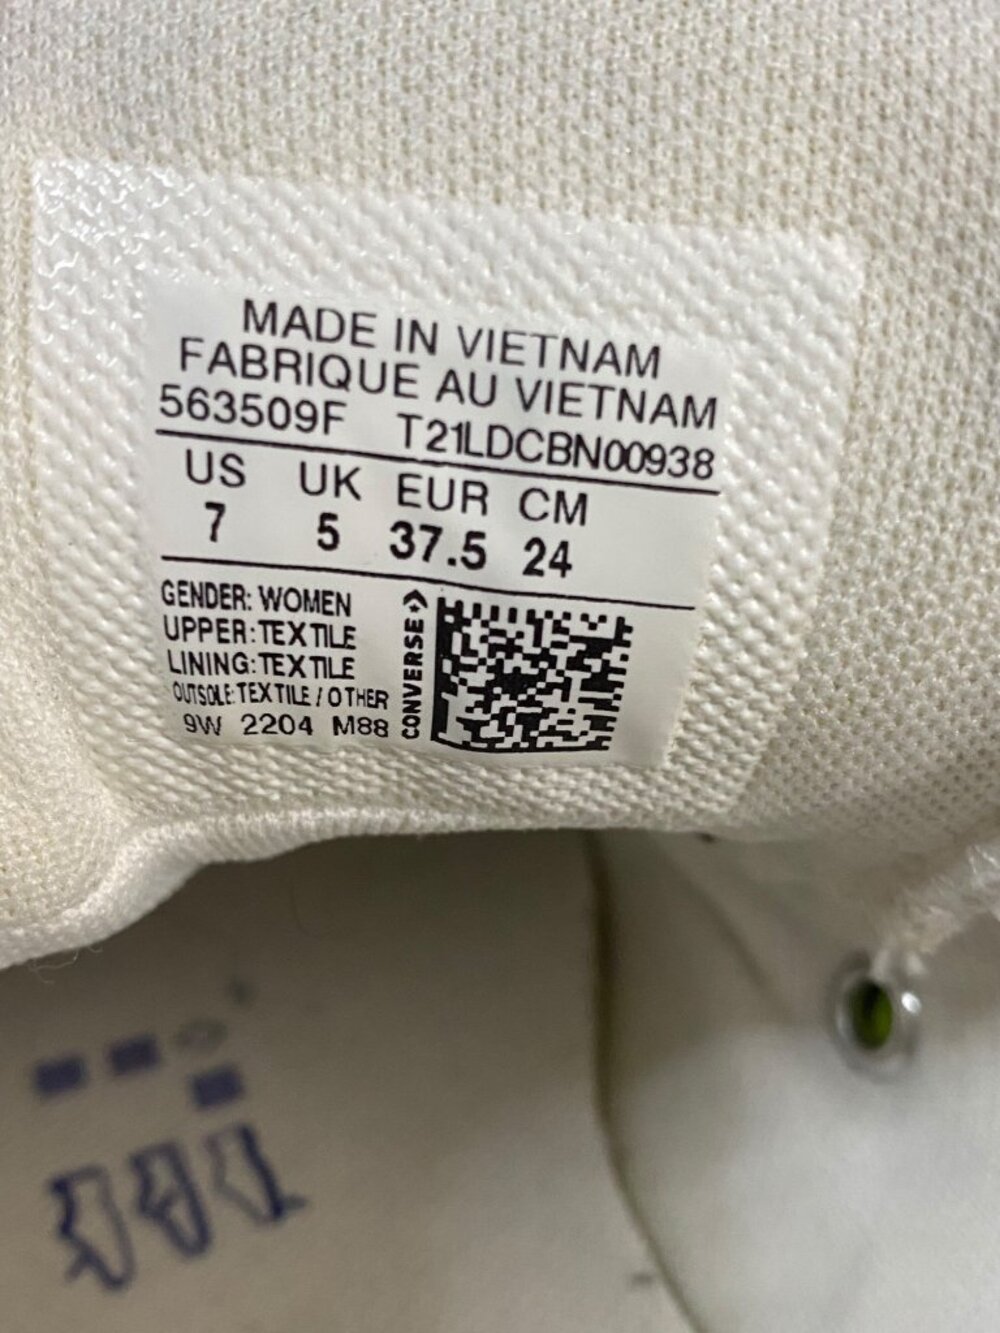 MADE IN VIETNAM
FABRIQUE AU VIETNAM
563509F T21LDCBN00938
US UK EUR CM
7 5 37.5 24
GENDER: WOMEN
UPPER: TEXTILE
LINING: TEXTILE
OUTSOLE: TEXTILE / OTHER
9W 2204 M88
CONVERSE